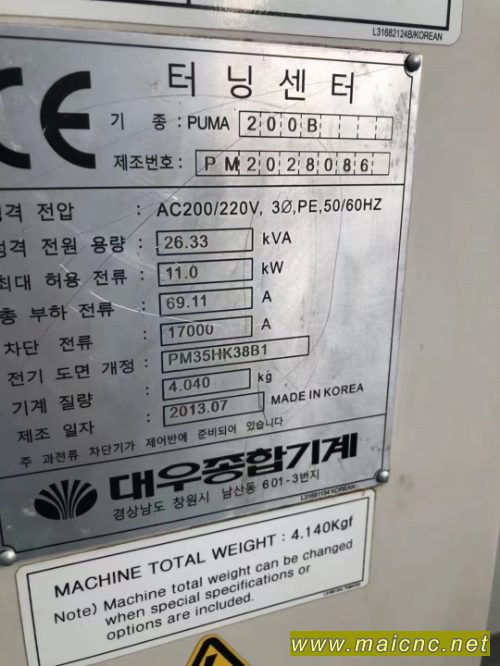 L31682124B/KOREAN
CE
터 닝 센 터
기 종 : PUMA 200B
제조번호 : PM2028086
격 전압 : AC200/220V, 3Ø,PE,50/60HZ
격 전원 용량 : 26.33 kVA
최대 허용 전류 : 11.0 kW
총 부하 전류 : 69.11 A
차단 전류 : 17000 A
전기 도면 개정 : PM35HK38B1
기계 질량 : 4.040 kg
제조 일자 : 2013.07 MADE IN KOREA
주 과전류 차단기가 제어반에 준비되어 있습니다
대우종합기계
경상남도 창원시 남산동 601-3번지
MACHINE TOTAL WEIGHT : 4.140Kgf
Note) Machine total weight can be changed
when special specifications or
options are included.
www.maicnc.net